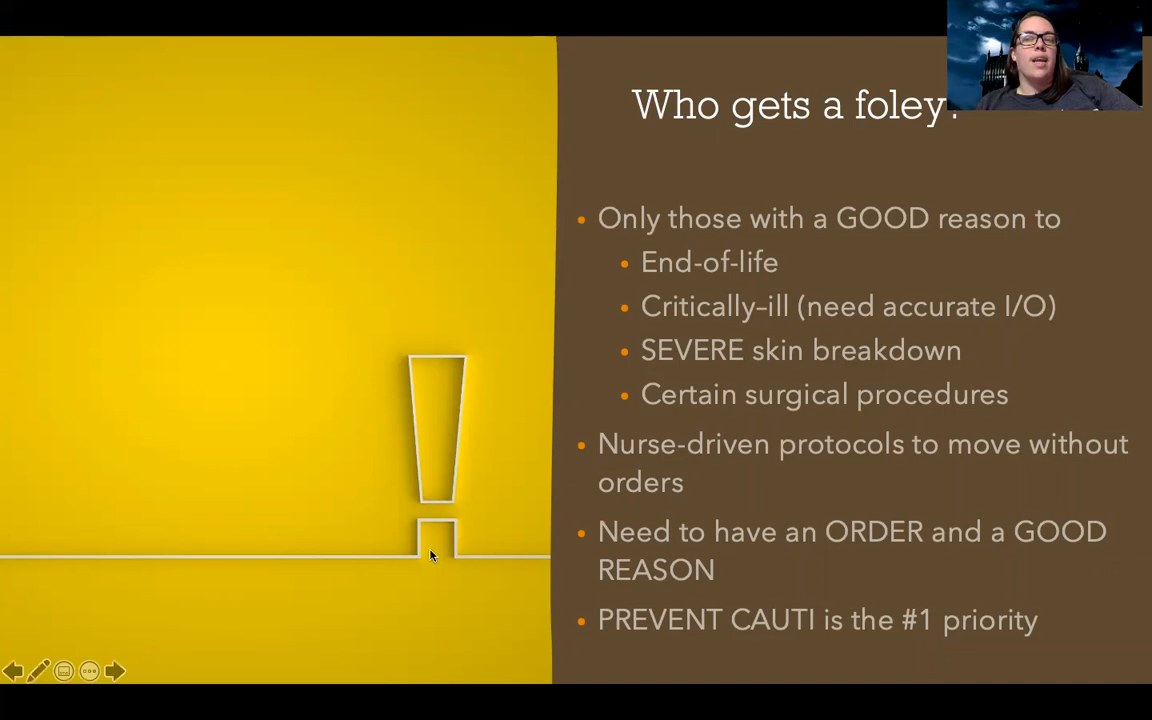 Who gets a foley?
• Only those with a GOOD reason to
• End-of-life
• Critically–ill (need accurate I/O)
• SEVERE skin breakdown
• Certain surgical procedures
• Nurse-driven protocols to move without
orders
• Need to have an ORDER and a GOOD
REASON
• PREVENT CAUTI is the #1 priority